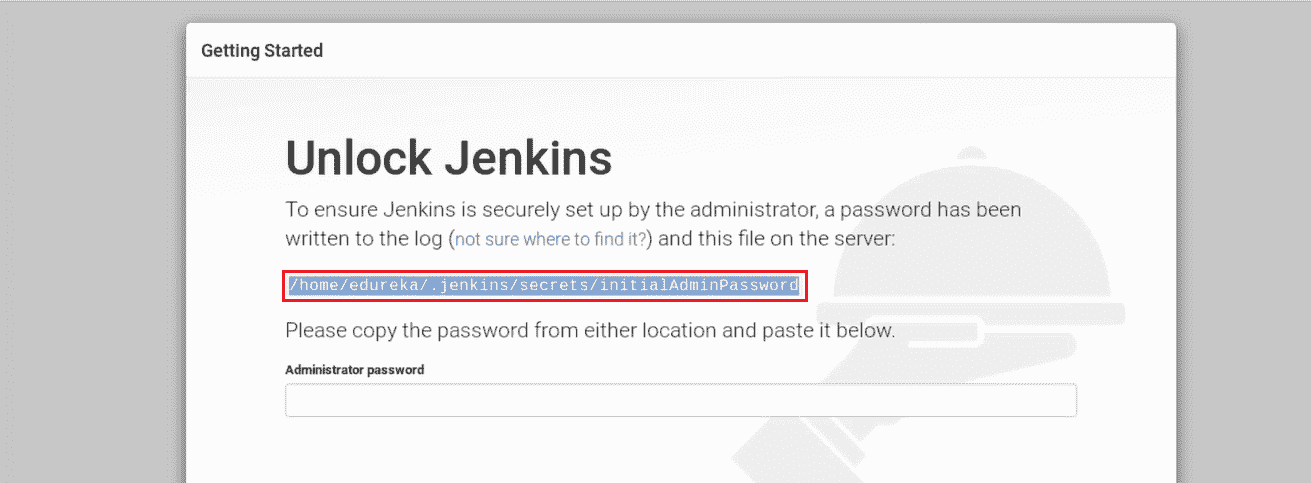 Getting Started
Unlock Jenkins
To ensure Jenkins is securely set up by the administrator, a password has been
written to the log (not sure where to find it?) and this file on the server:
/home/edureka/.jenkins/secrets/initialAdminPassword
Please copy the password from either location and paste it below.
Administrator password